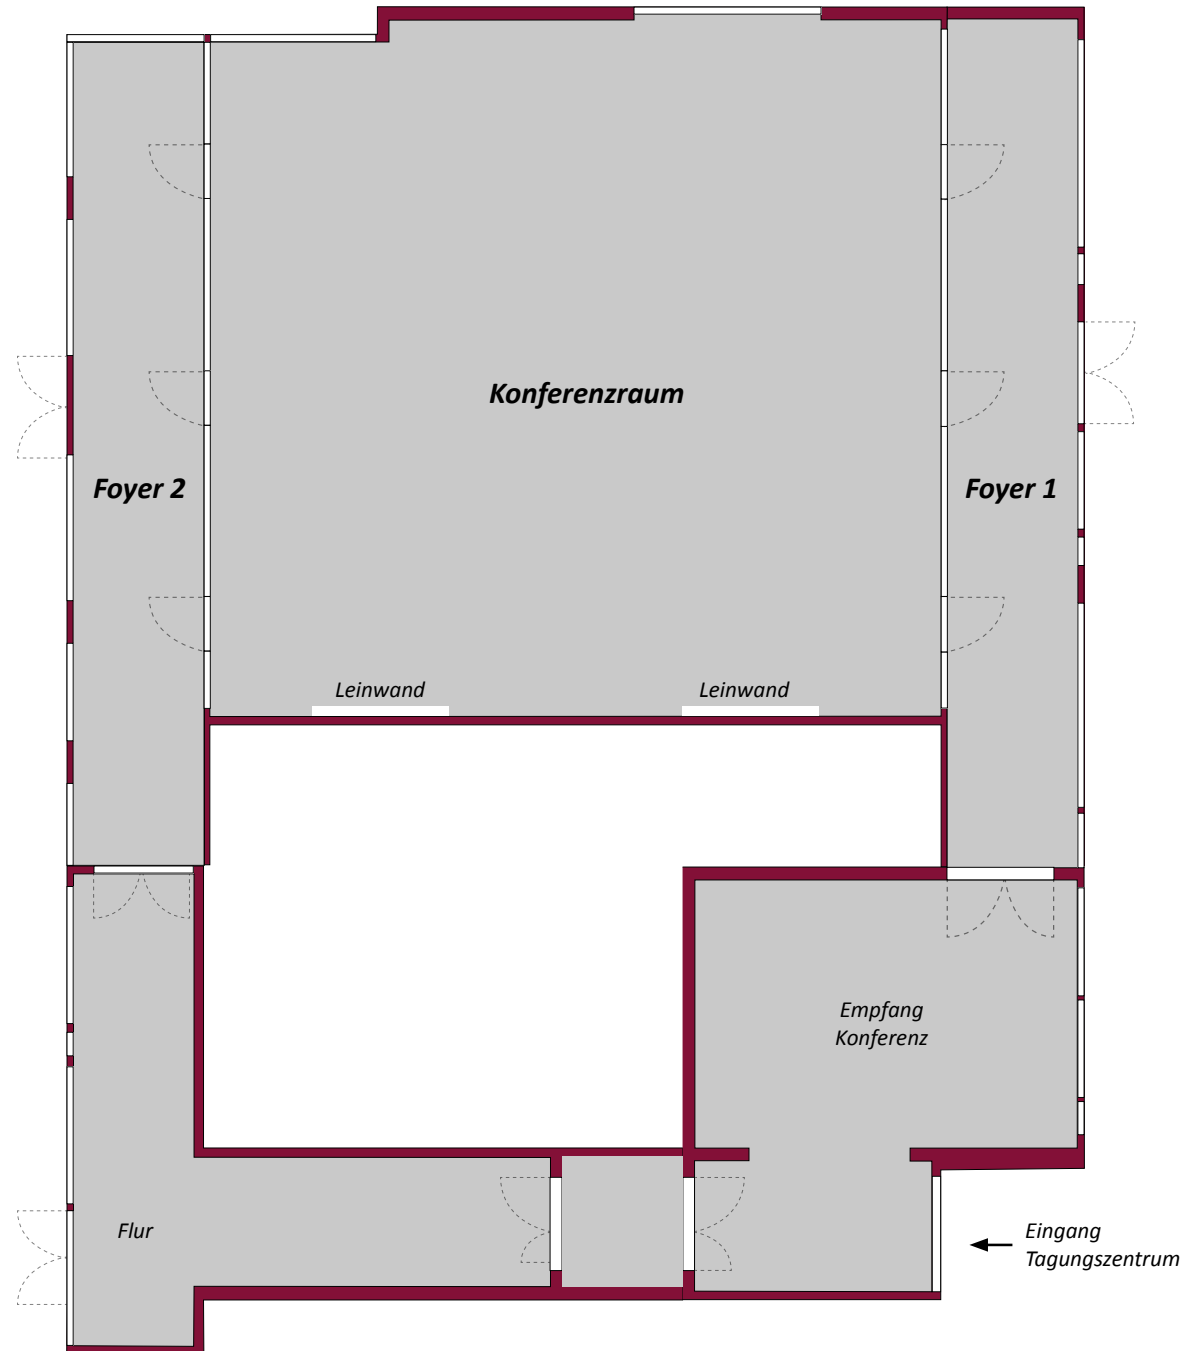 Konferenzraum
Foyer 2
Foyer 1
Leinwand
Leinwand
Empfang
Konferenz
Flur
Eingang
Tagungszentrum